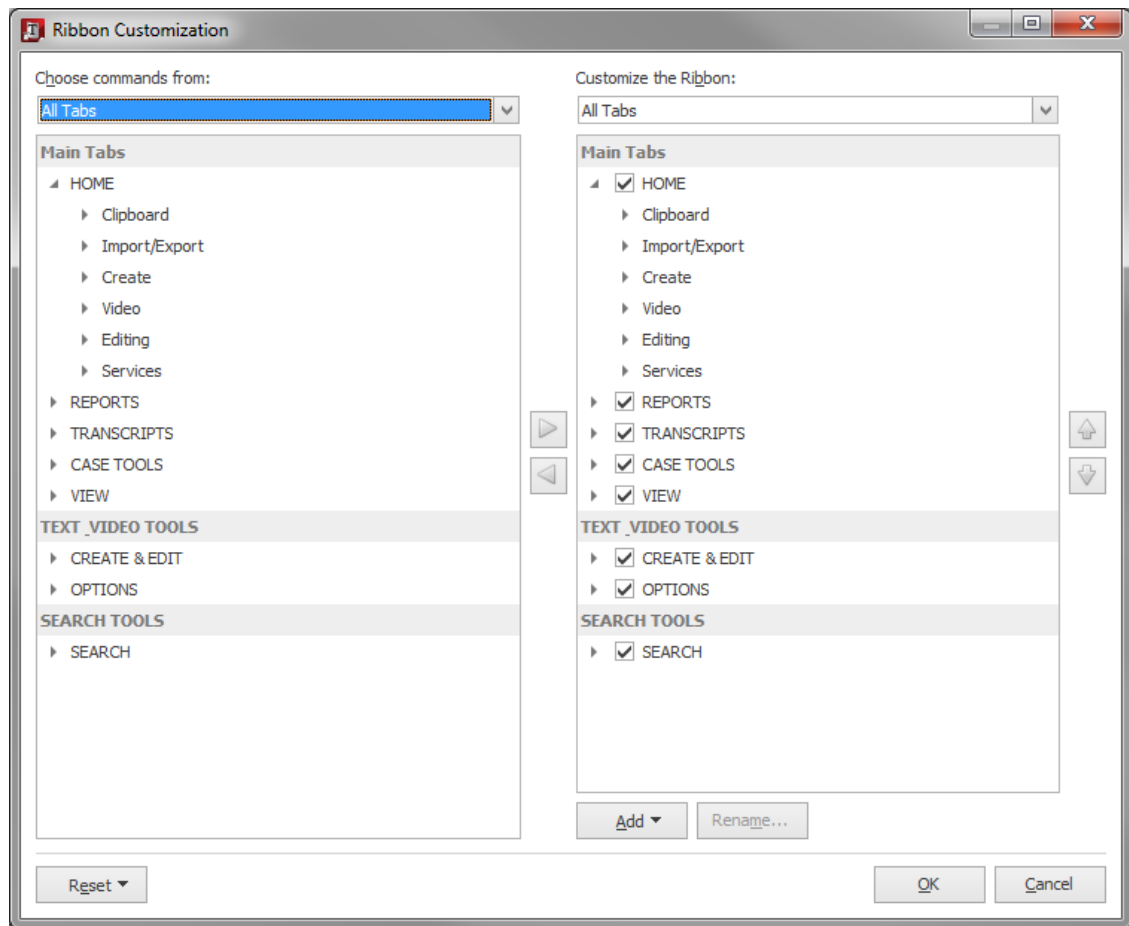 Ribbon Customization
Choose commands from:
All Tabs
Main Tabs
HOME
Clipboard
Import/Export
Create
Video
Editing
Services
REPORTS
TRANSCRIPTS
CASE TOOLS
VIEW
TEXT_VIDEO TOOLS
CREATE & EDIT
OPTIONS
SEARCH TOOLS
SEARCH
Customize the Ribbon:
All Tabs
Main Tabs
HOME
Clipboard
Import/Export
Create
Video
Editing
Services
REPORTS
TRANSCRIPTS
CASE TOOLS
VIEW
TEXT_VIDEO TOOLS
CREATE & EDIT
OPTIONS
SEARCH TOOLS
SEARCH
Add
Rename...
Reset
OK
Cancel